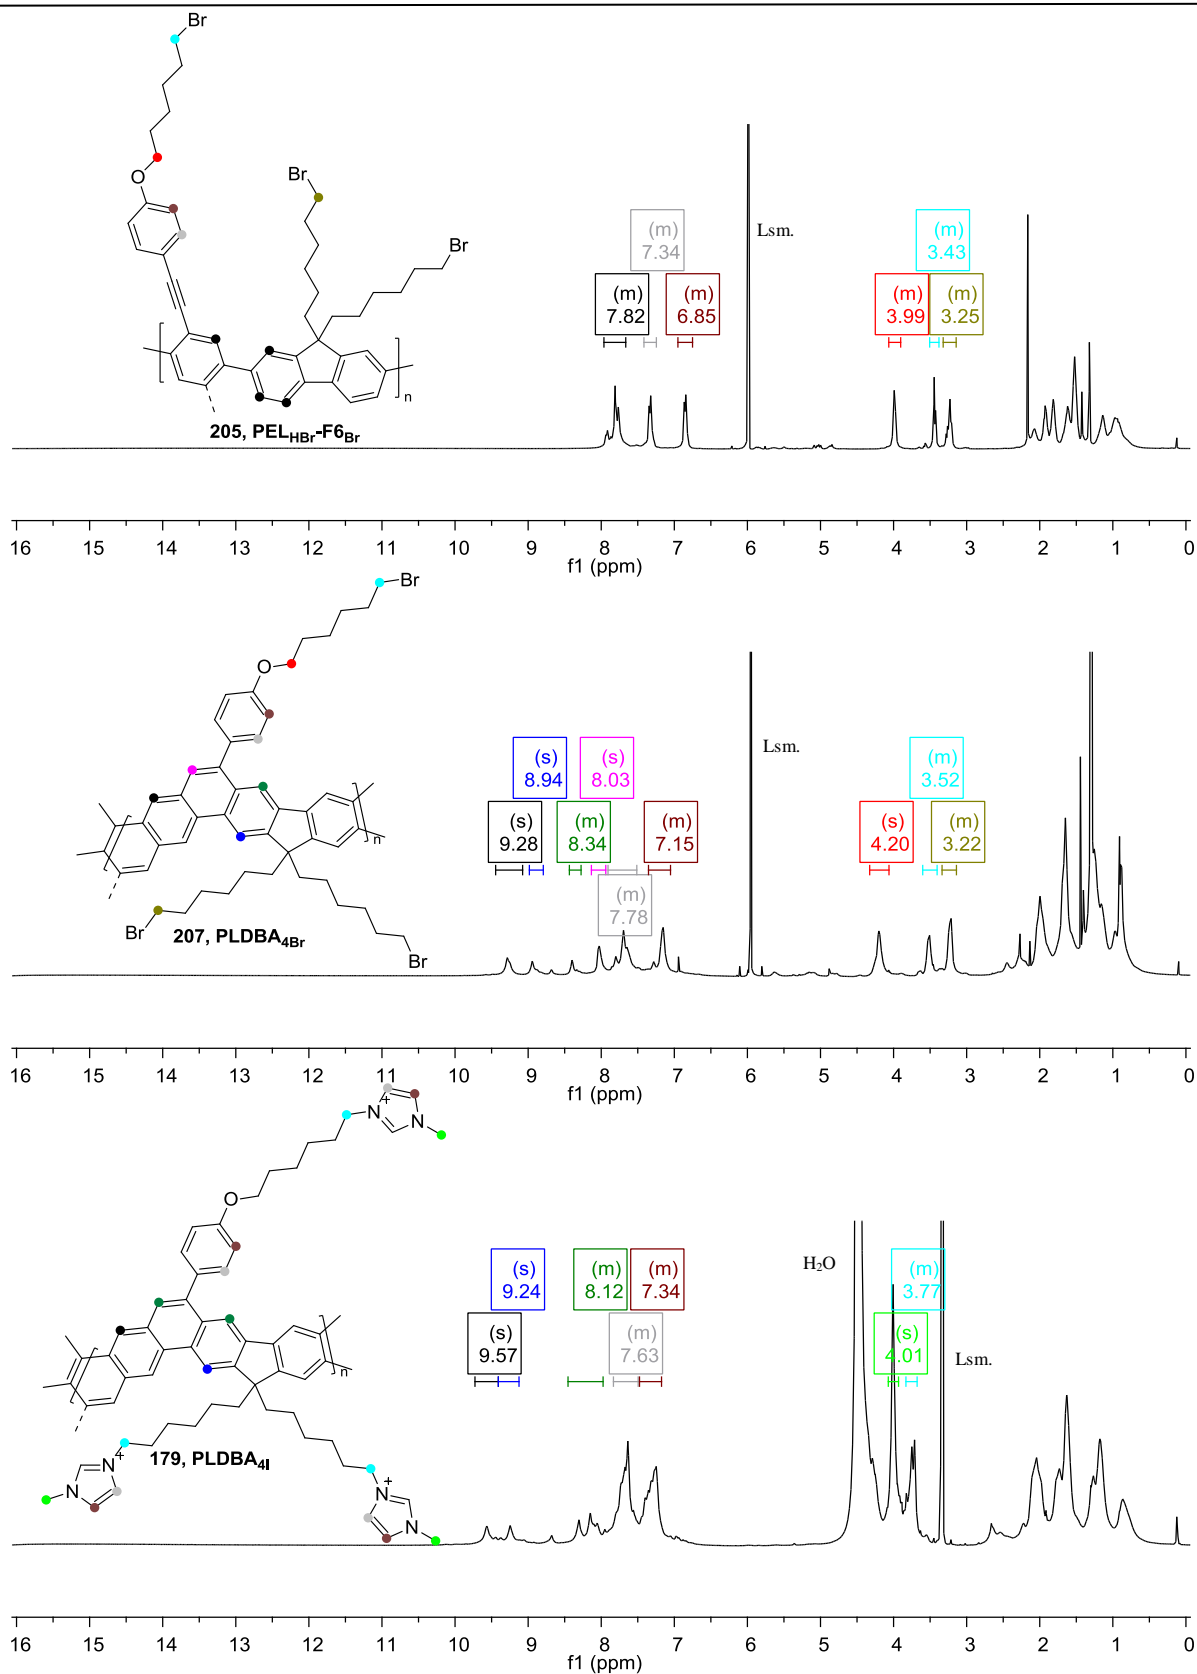 Br
O
Br
Br
n
205, PEL_HBr-F6_Br
(m)
7.34
(m)
7.82
(m)
6.85
Lsm.
(m)
3.43
(m)
3.99
(m)
3.25
16 15 14 13 12 11 10 9 8 7 6 5 4 3 2 1 0
f1 (ppm)
Br
O
n
Br
Br
207, PLDBA_4Br
(s)
8.94
(s)
8.03
(s)
9.28
(m)
8.34
(m)
7.15
(m)
7.78
Lsm.
(m)
3.52
(s)
4.20
(m)
3.22
16 15 14 13 12 11 10 9 8 7 6 5 4 3 2 1 0
f1 (ppm)
N+
N
O
n
N+
N
N+
N
179, PLDBA_4I
(s)
9.24
(m)
8.12
(m)
7.34
(s)
9.57
(m)
7.63
H₂O
(m)
3.77
(s)
4.01
Lsm.
16 15 14 13 12 11 10 9 8 7 6 5 4 3 2 1 0
f1 (ppm)